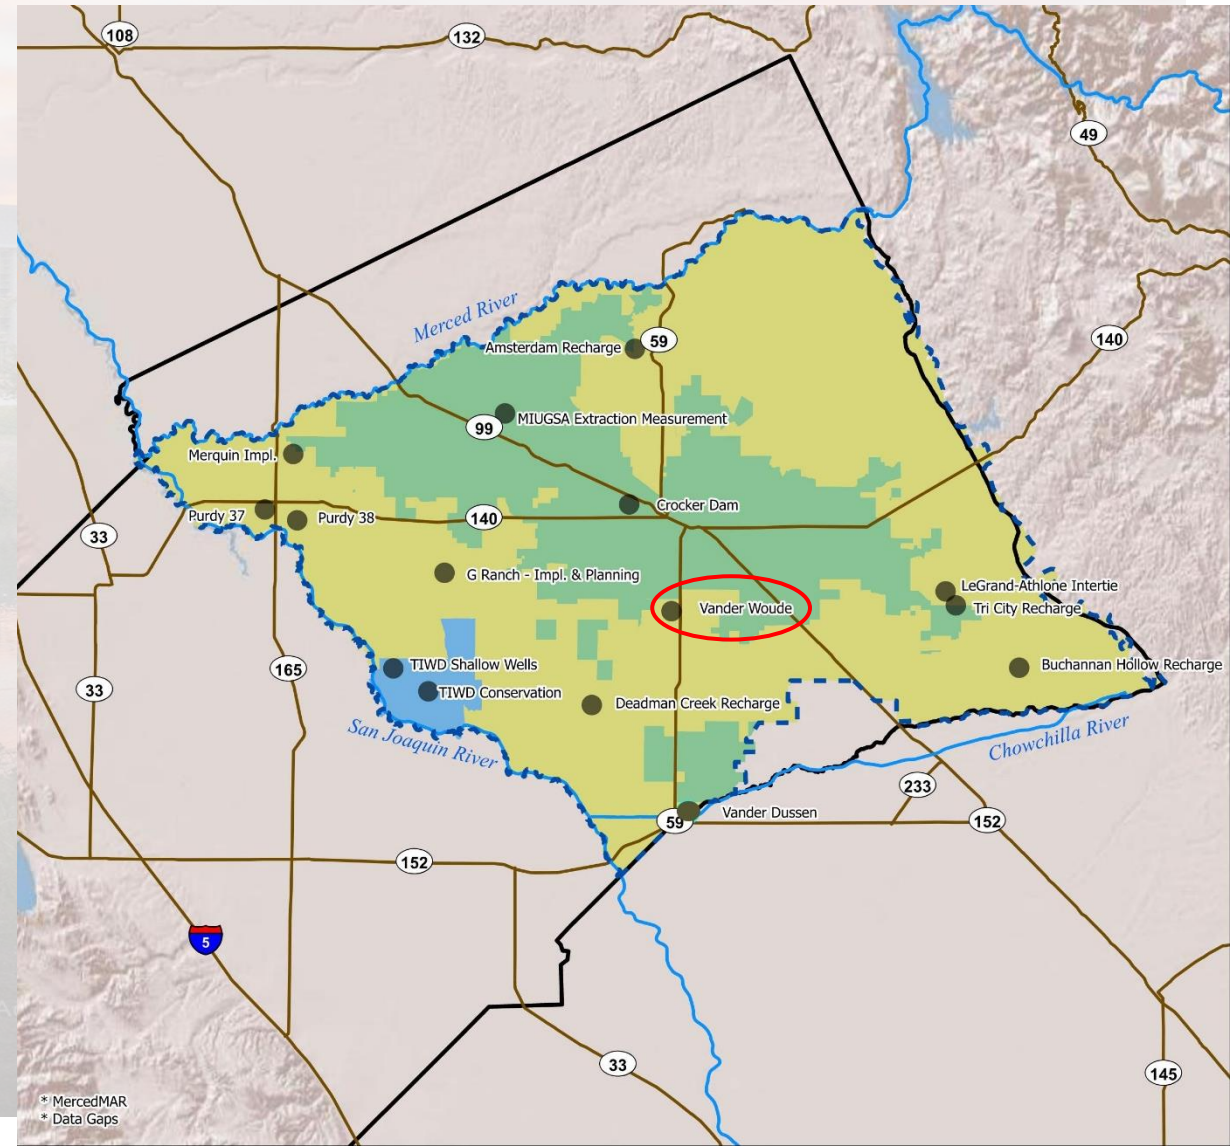 108
132
49
Merced River
Amsterdam Recharge
59
140
MIUGSA Extraction Measurement
99
Merquin Impl.
Crocker Dam
Purdy 37
Purdy 38
140
33
G Ranch - Impl. & Planning
LeGrand-Athlone Intertie
Vander Woude
Tri City Recharge
TIWD Shallow Wells
165
Buchannan Hollow Recharge
33
TIWD Conservation
Deadman Creek Recharge
San Joaquin River
Chowchilla River
233
Vander Dussen
59
152
152
5
33
145
* MercedMAR
* Data Gaps